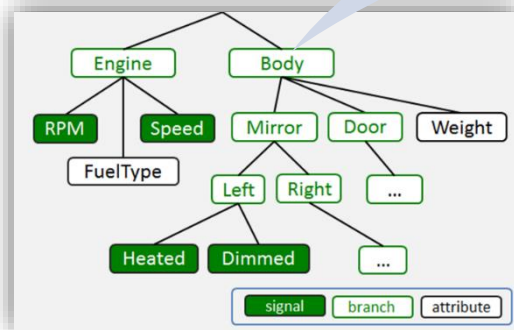 Engine Body
RPM Speed Mirror Door Weight
FuelType
Left Right ...
Heated Dimmed ...
signal branch attribute